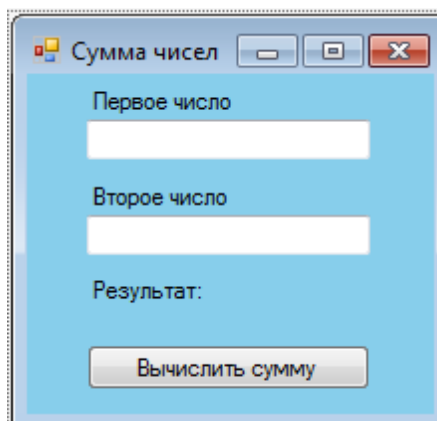 Сумма чисел
Первое число
Второе число
Результат:
Вычислить сумму